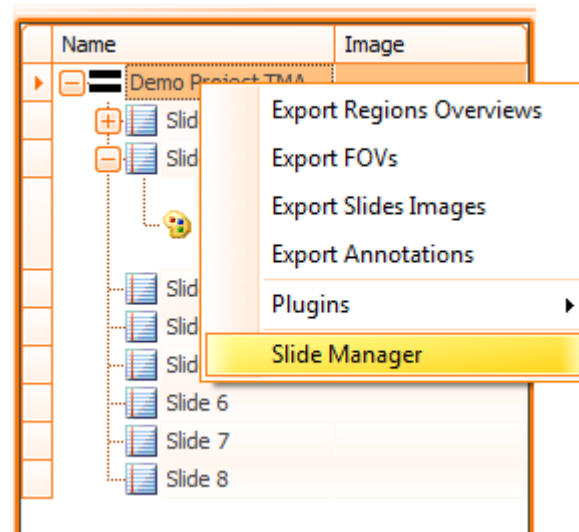 Name Image
Demo Project TMA
Slid
Slid
Slid
Slid
Slid
Slide 6
Slide 7
Slide 8
Export Regions Overviews
Export FOVs
Export Slides Images
Export Annotations
Plugins
Slide Manager